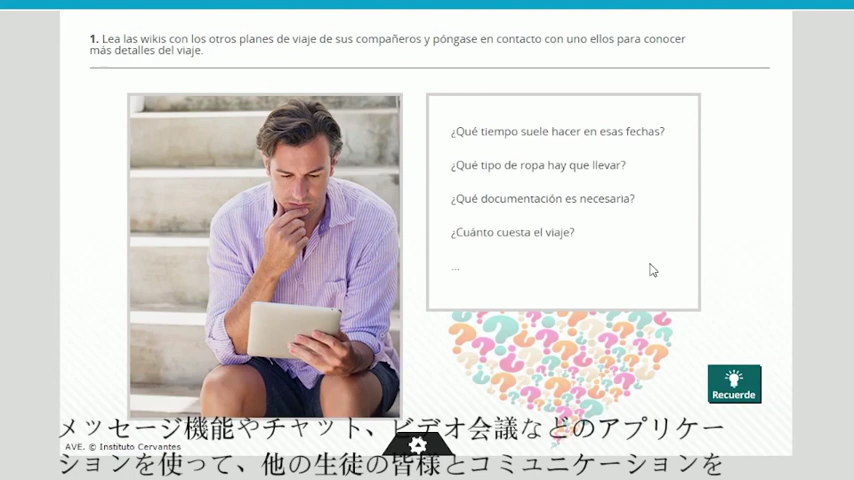 1. Lea las wikis con los otros planes de viaje de sus compañeros y póngase en contacto con uno ellos para conocer
más detalles del viaje.
¿Qué tiempo suele hacer en esas fechas?
¿Qué tipo de ropa hay que llevar?
¿Qué documentación es necesaria?
¿Cuánto cuesta el viaje?
...
Recuerde
メッセージ機能やチャット、ビデオ会議などのアプリケー
AVE. © Instituto Cervantes
ションを使って、他の生徒の皆様とコミュニケーションを